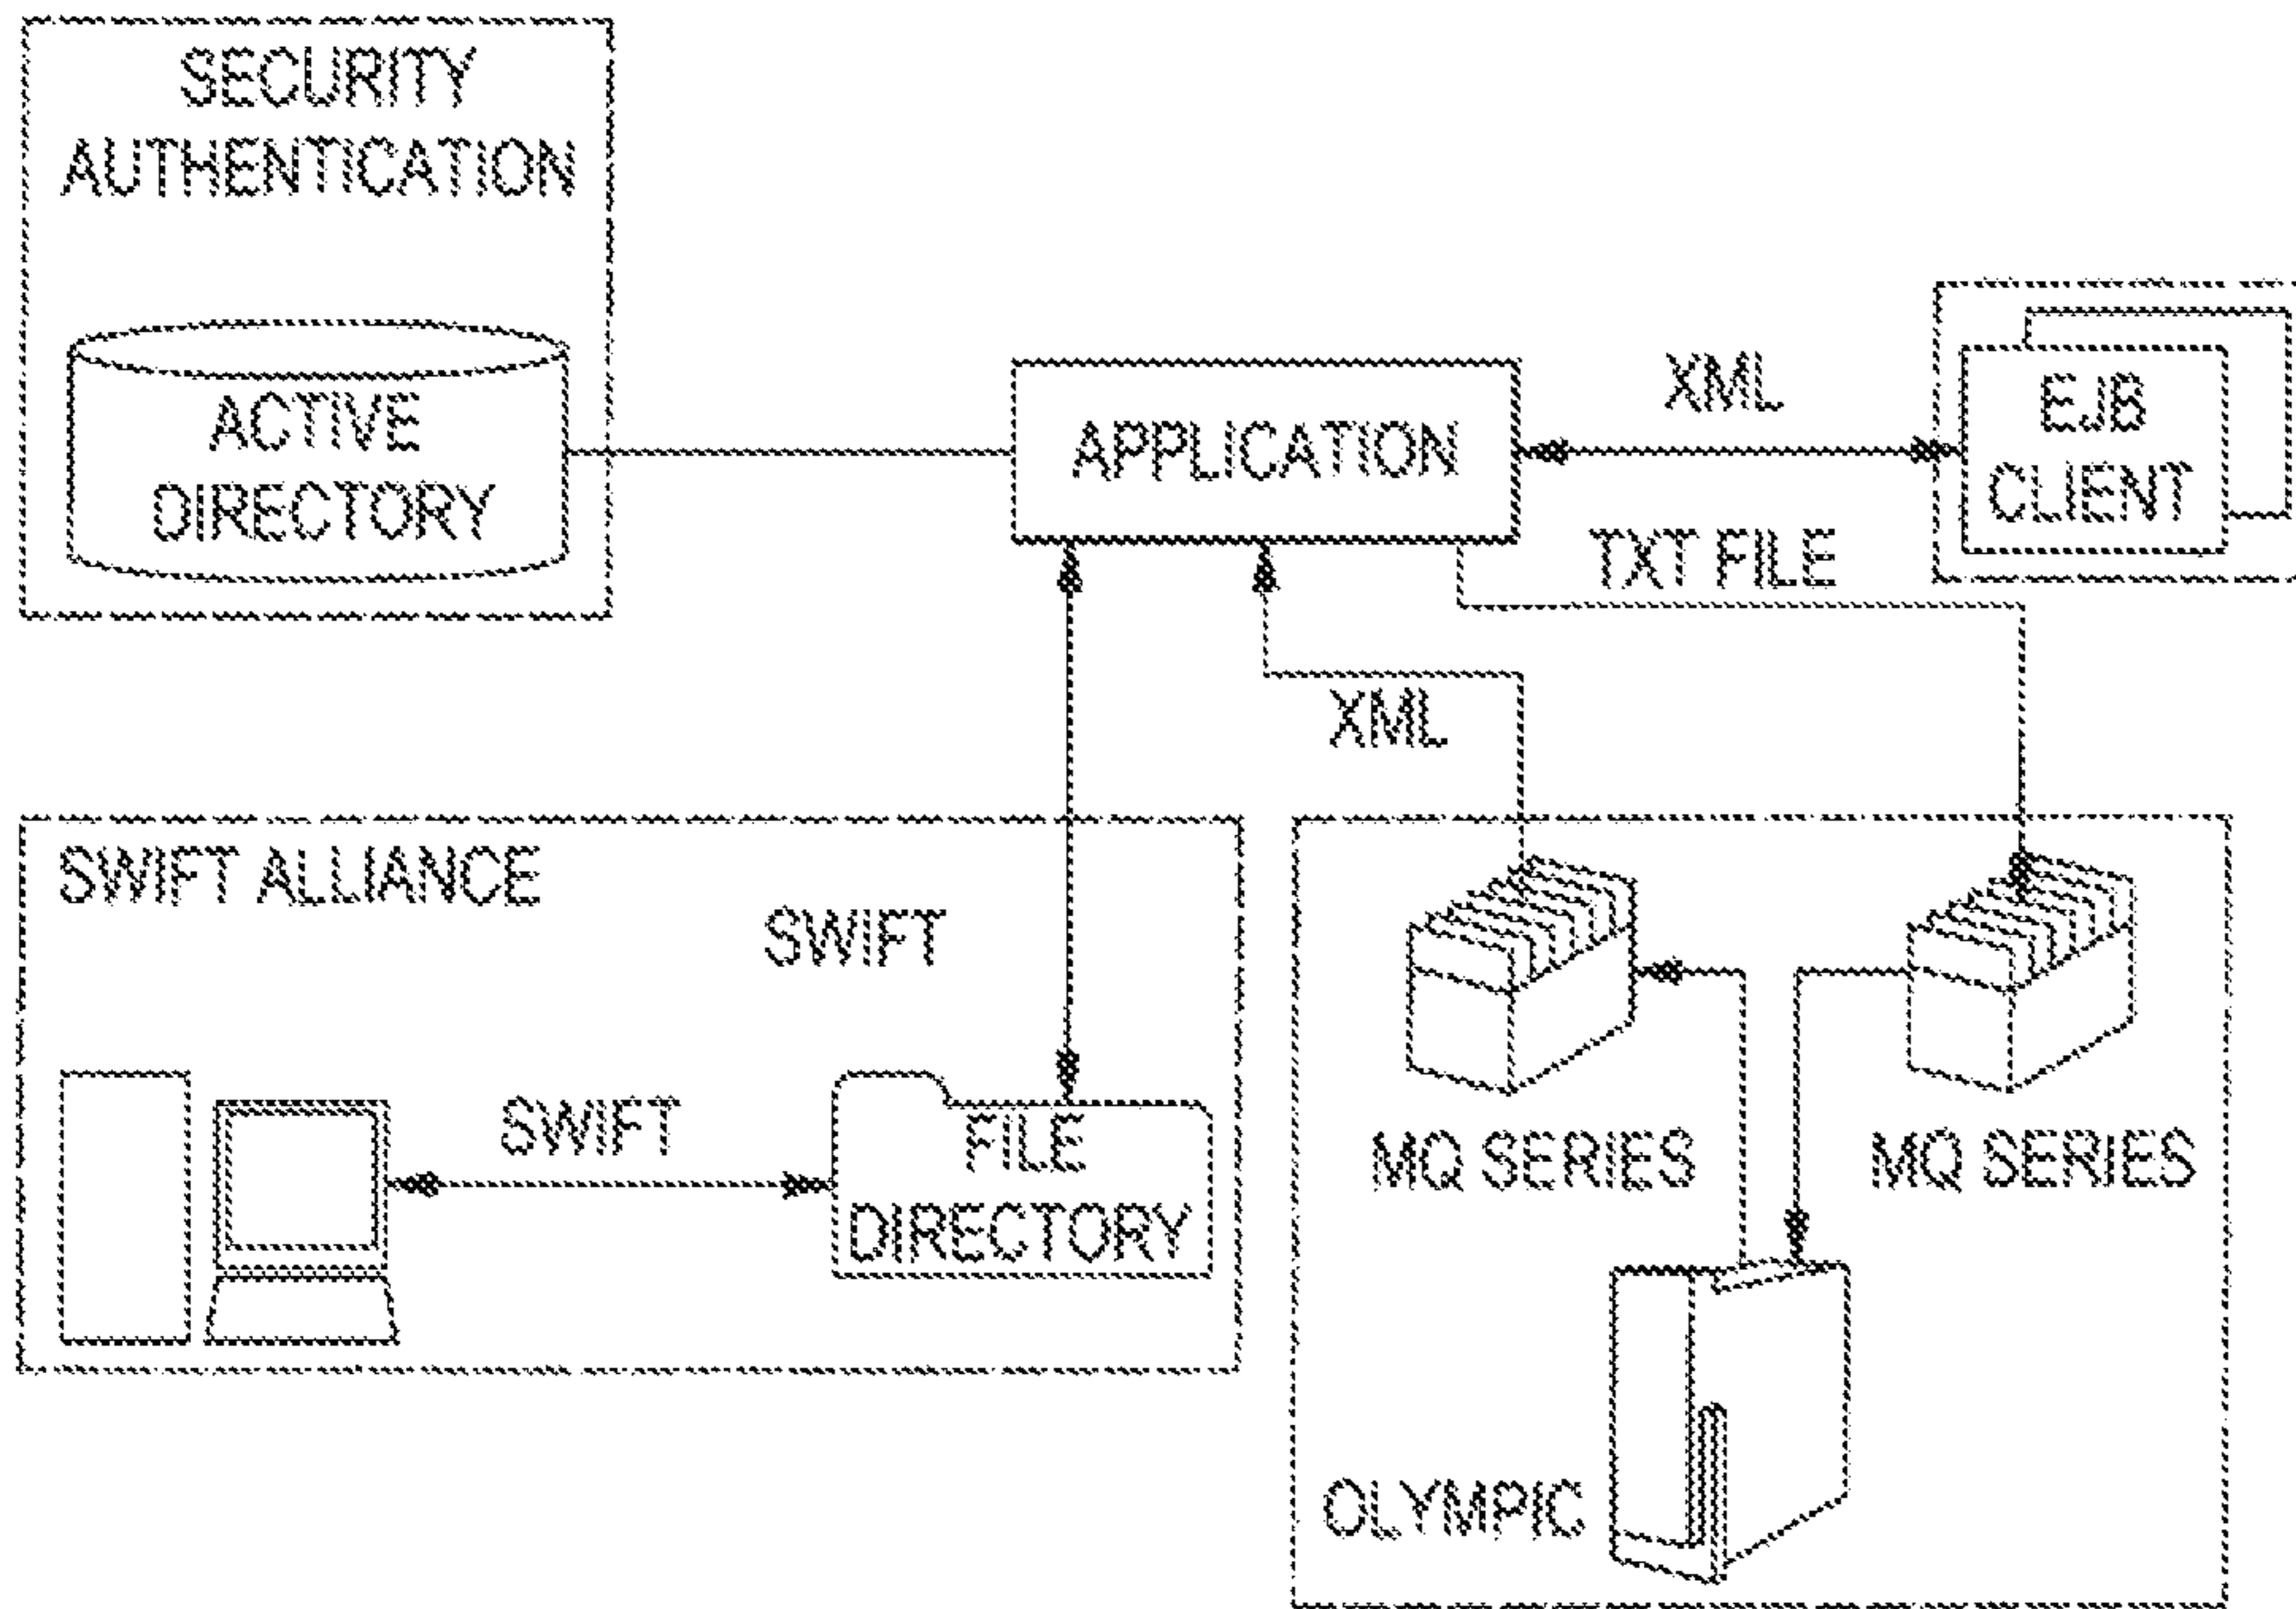 SECURITY
AUTHENTICATION
ACTIVE
DIRECTORY
APPLICATION
XML
EJB
CLIENT
TXT FILE
XML
SWIFT ALLIANCE
SWIFT
SWIFT
FILE
DIRECTORY
MQ SERIES
MQ SERIES
OLYMPIC